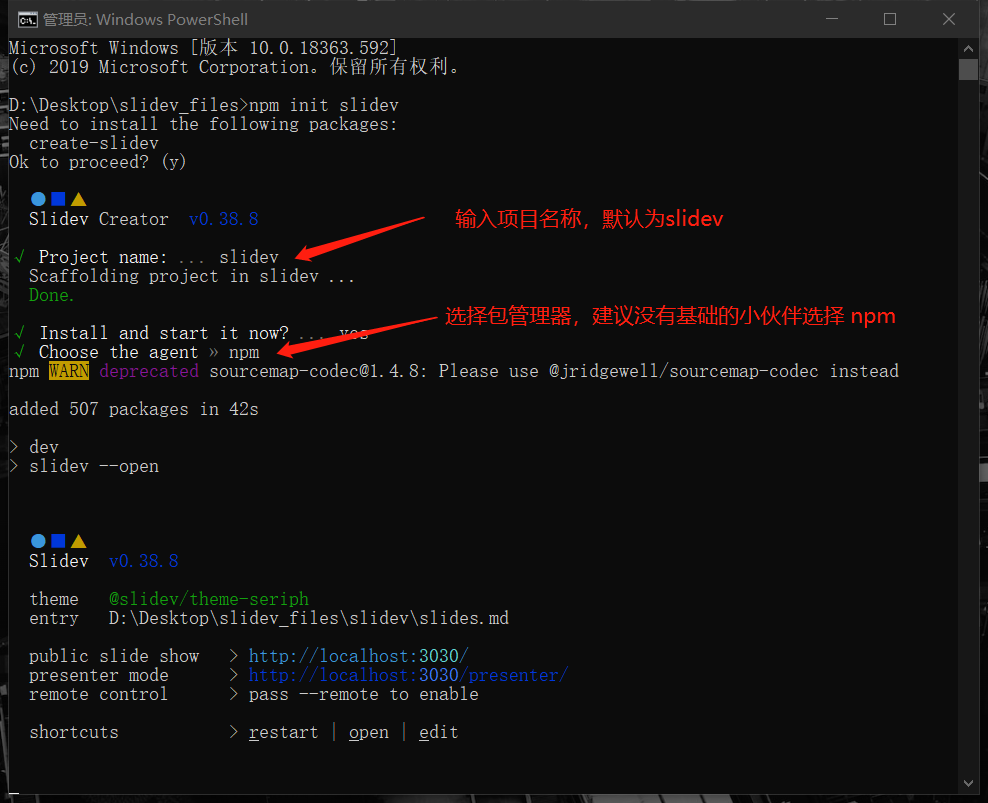 管理员: Windows PowerShell
Microsoft Windows [版本 10.0.18363.592]
(c) 2019 Microsoft Corporation。保留所有权利。
D:\Desktop\slidev_files>npm init slidev
Need to install the following packages:
create-slidev
Ok to proceed? (y)
Slidev Creator v0.38.8
输入项目名称，默认为slidev
√ Project name: ... slidev
Scaffolding project in slidev ...
Done.
选择包管理器，建议没有基础的小伙伴选择 npm
√ Install and start it now? ... yes
√ Choose the agent » npm
npm WARN deprecated sourcemap-codec@1.4.8: Please use @jridgewell/sourcemap-codec instead
added 507 packages in 42s
> dev
> slidev --open
Slidev v0.38.8
theme @slidev/theme-seriph
entry D:\Desktop\slidev_files\slidev\slides.md
public slide show > http://localhost:3030/
presenter mode > http://localhost:3030/presenter/
remote control > pass --remote to enable
shortcuts > restart | open | edit